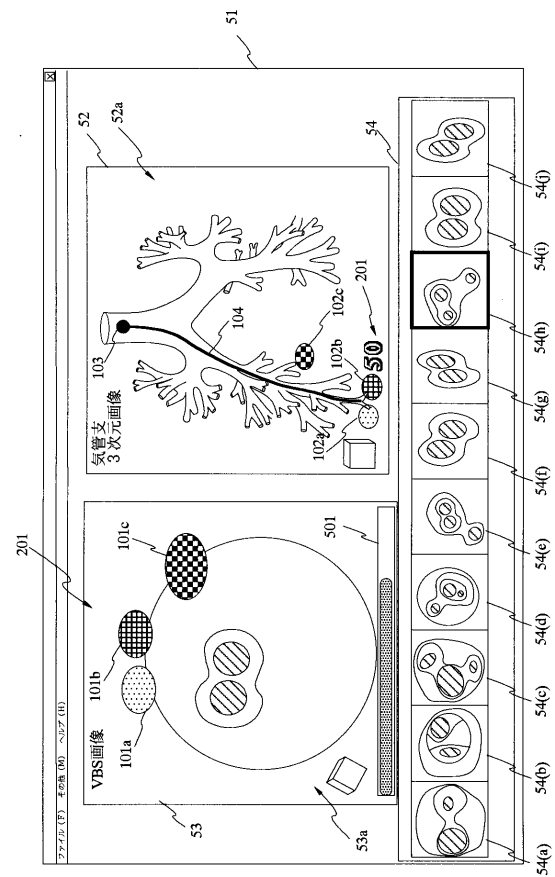 51
ファイル (F) その他 (M) ヘルプ (H)
201
VBS画像
101a
101b
101c
53
53a
501
52
52a
気管支
3 次元画像
103
104
102a
102b
102c
201
50
54
54(a)
54(b)
54(c)
54(d)
54(e)
54(f)
54(g)
54(h)
54(i)
54(j)